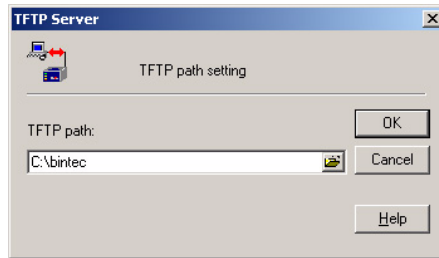 TFTP Server
TFTP path setting
TFTP path:
C:\bintec
OK
Cancel
Help